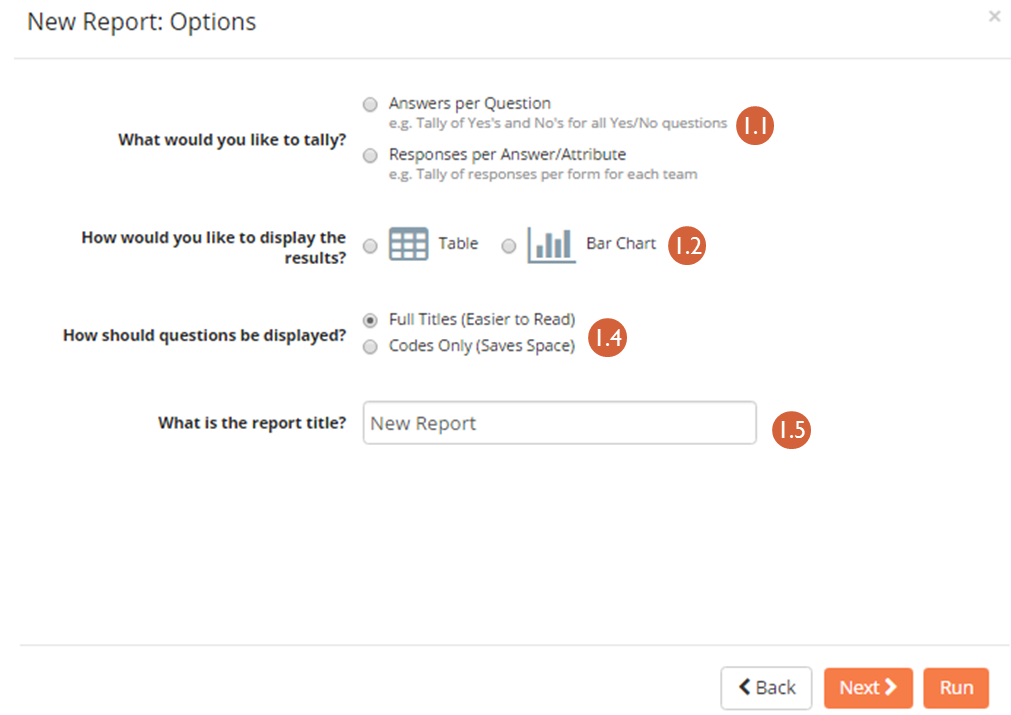 New Report: Options
×
What would you like to tally?
Answers per Question
e.g. Tally of Yes's and No's for all Yes/No questions
1.1
Responses per Answer/Attribute
e.g. Tally of responses per form for each team
How would you like to display the
results?
Table
Bar Chart
1.2
How should questions be displayed?
Full Titles (Easier to Read)
Codes Only (Saves Space)
1.4
What is the report title?
New Report
1.5
Back
Next
Run